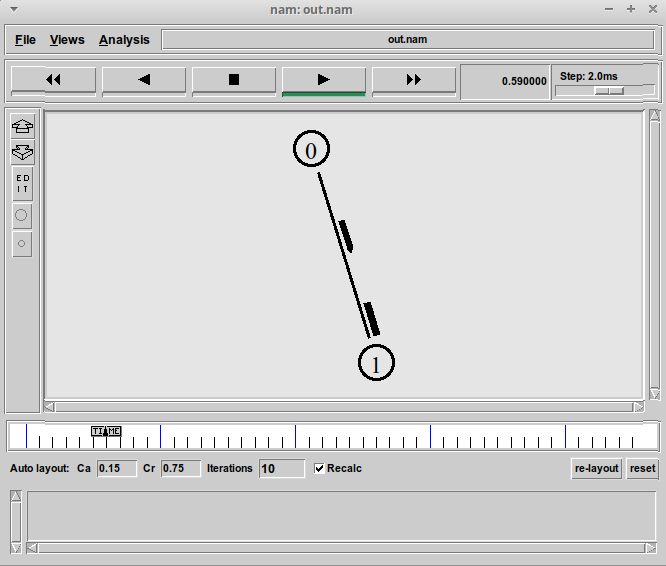 nam: out.nam
File Views Analysis
out.nam
0.590000
Step: 2.0ms
E D
I T
0
1
TIME
Auto layout: Ca 0.15 Cr 0.75 Iterations 10 Recalc
re-layout reset